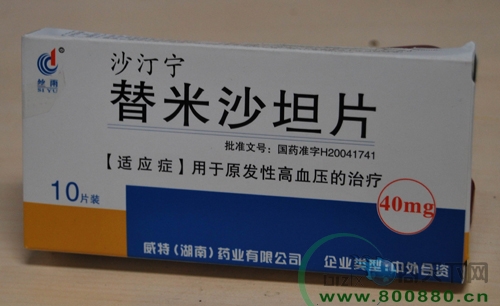 沙汀宁
替米沙坦片
批准文号：国药准字H20041741
【适应症】用于原发性高血压的治疗
10片装
40mg
威特（湖南）药业有限公司 企业类型：中外合资
www.800880.cn